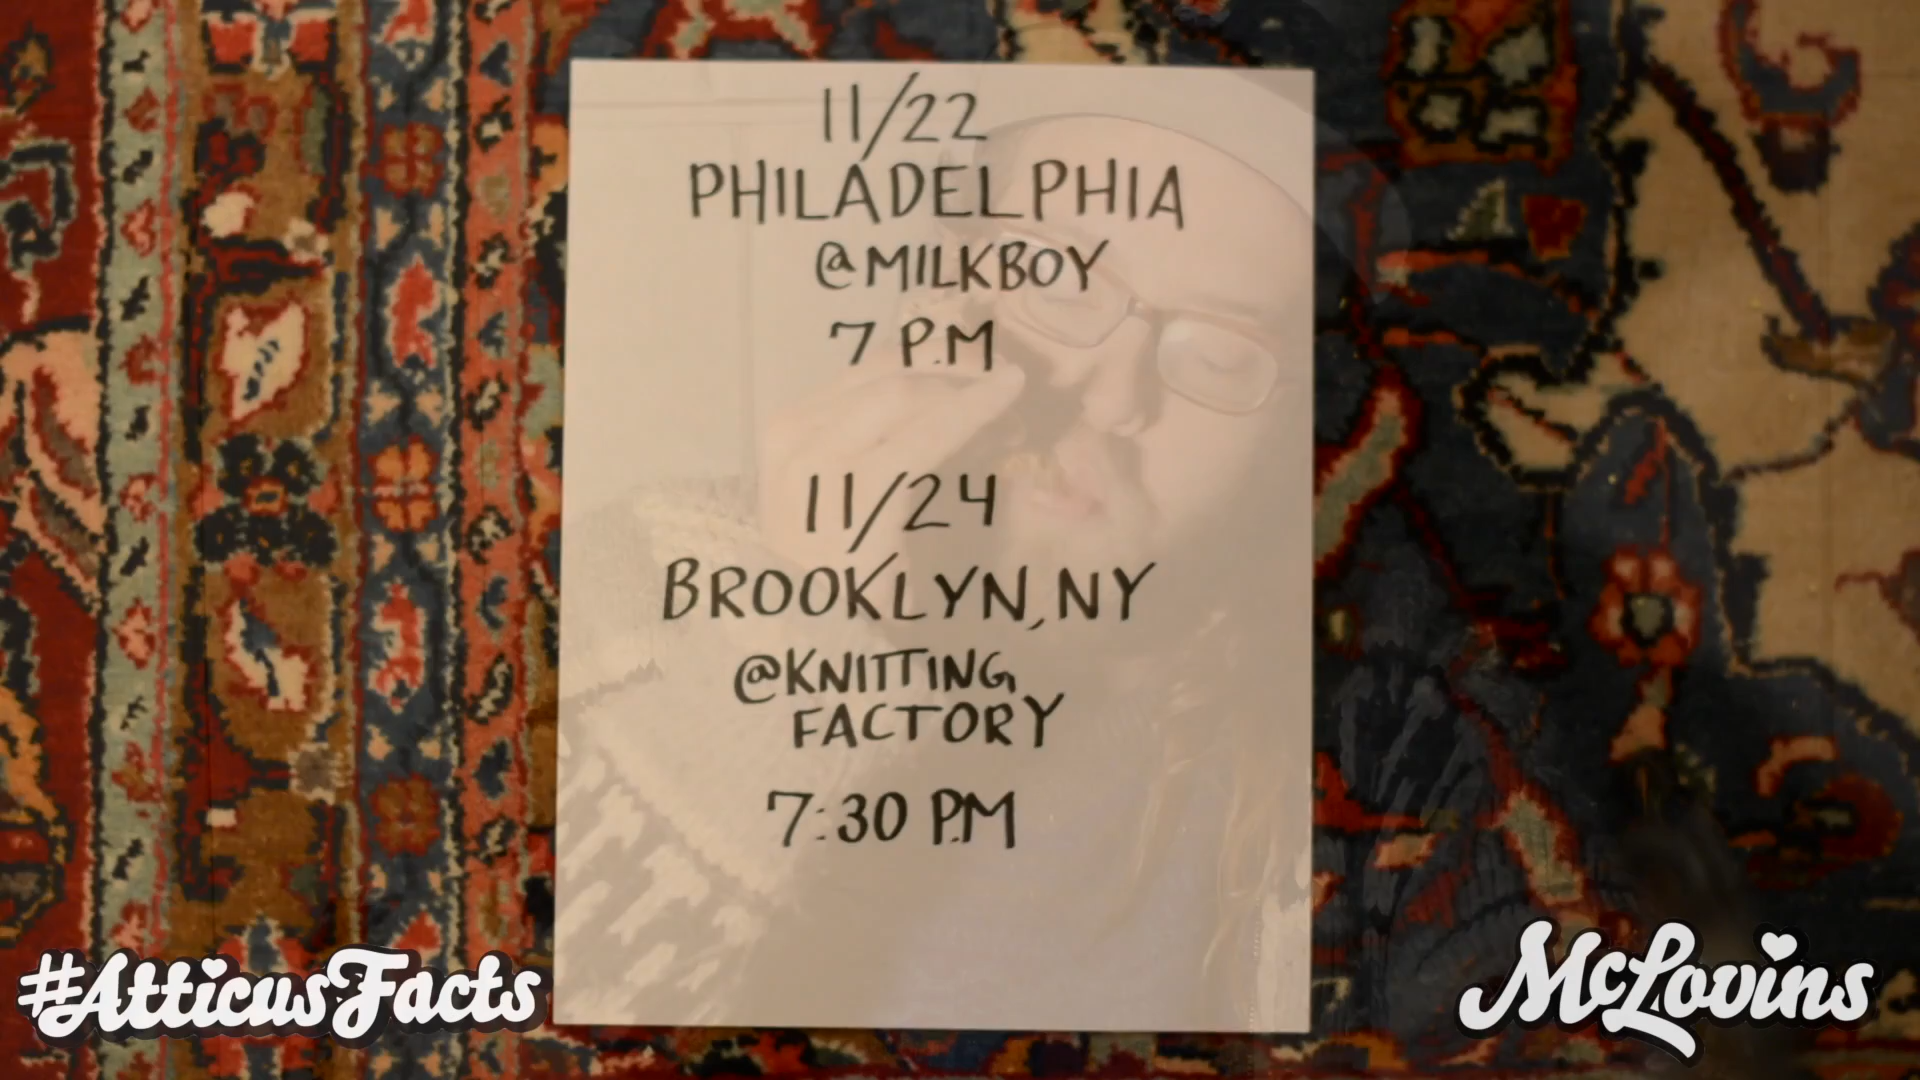 11/22
PHILADELPHIA
@MILKBOY
7 P.M
11/24
BROOKLYN, NY
@KNITTING
FACTORY
7:30 P.M
#AtticusFacts
McLovins